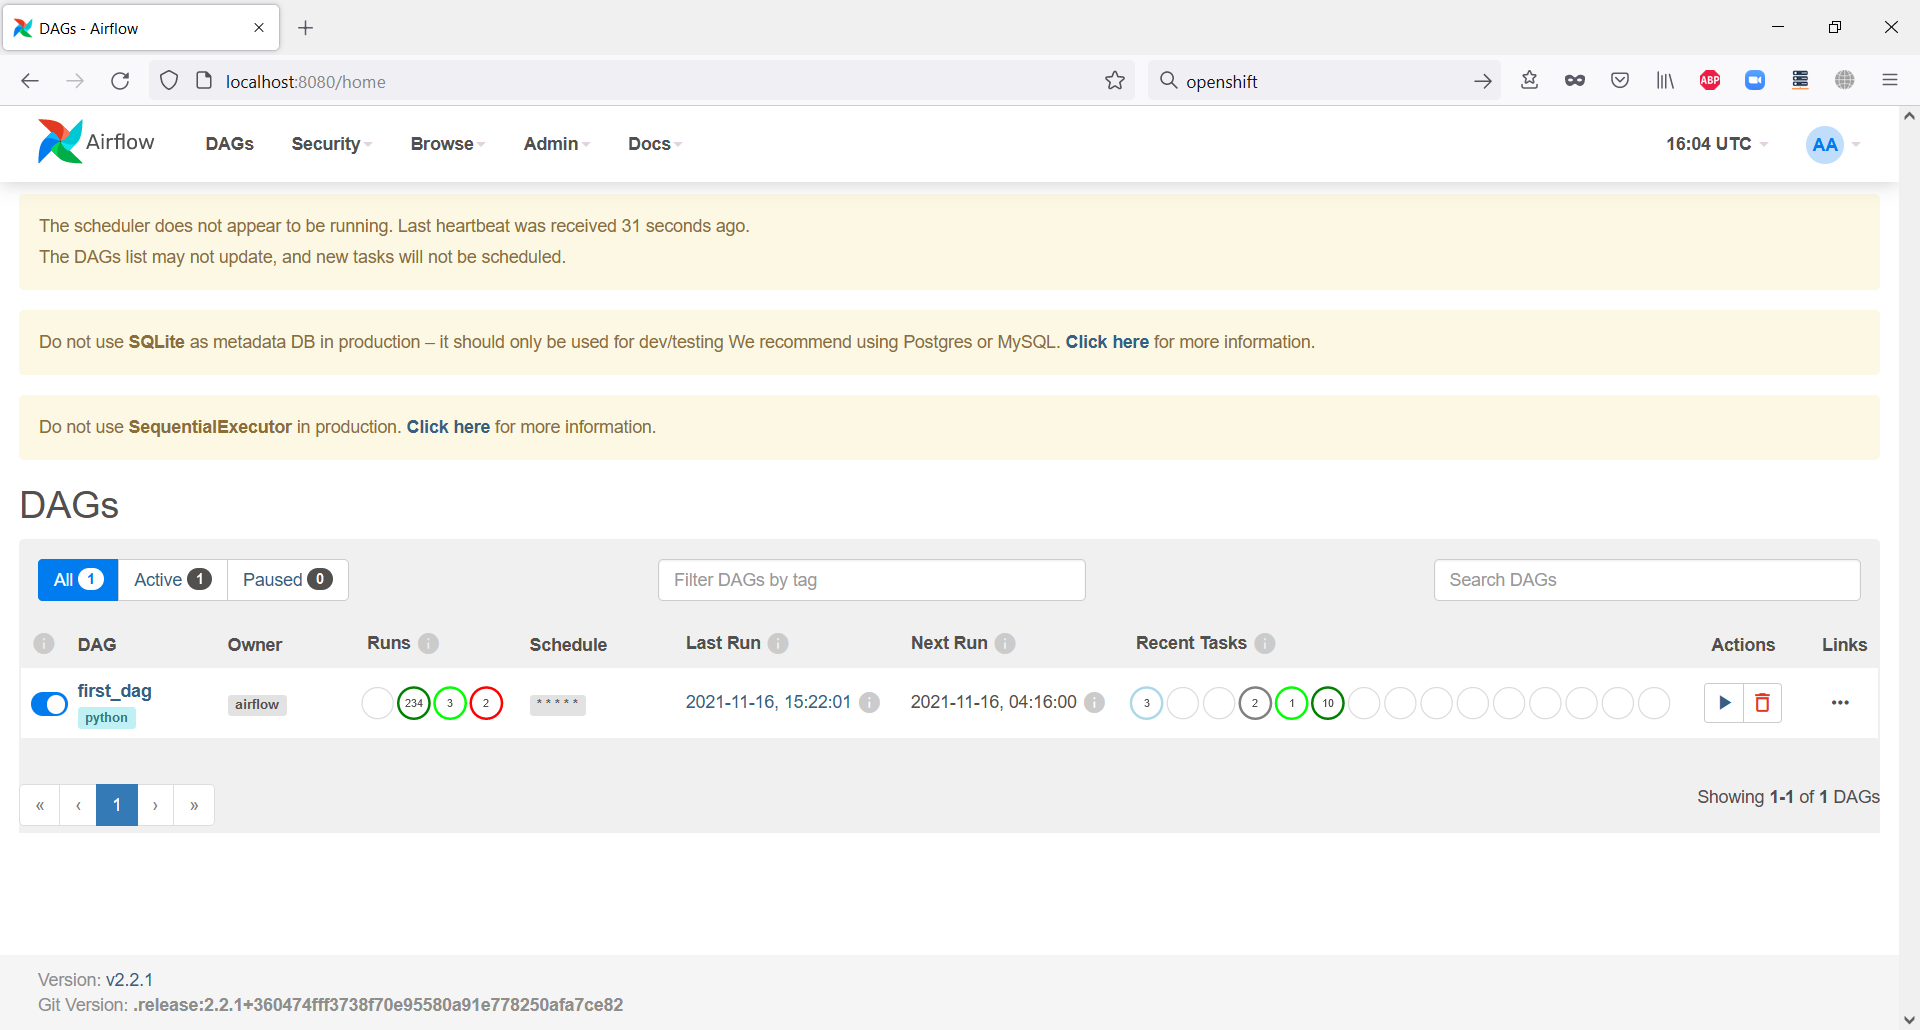 DAGs - Airflow
localhost:8080/home
openshift
ABP
Airflow
DAGs Security Browse Admin Docs 16:04 UTC AA
The scheduler does not appear to be running. Last heartbeat was received 31 seconds ago.
The DAGs list may not update, and new tasks will not be scheduled.
Do not use SQLite as metadata DB in production – it should only be used for dev/testing We recommend using Postgres or MySQL. Click here for more information.
Do not use SequentialExecutor in production. Click here for more information.
DAGs
All 1 Active 1 Paused 0 Filter DAGs by tag Search DAGs
i DAG Owner Runs i Schedule Last Run i Next Run i Recent Tasks i Actions Links
first_dag airflow 234 3 2 * * * * * 2021-11-16, 15:22:01 i 2021-11-16, 04:16:00 i 3 2 1 10
python
« ‹ 1 › »
Showing 1-1 of 1 DAGs
Version: v2.2.1
Git Version: .release:2.2.1+360474fff3738f70e95580a91e778250afa7ce82